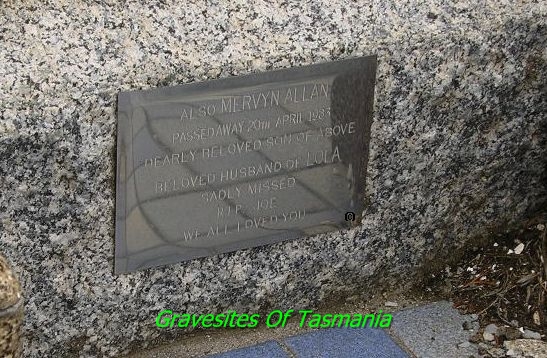 ALSO MERVYN ALLAN
PASSED AWAY 20TH APRIL 1983
DEARLY BELOVED SON OF ABOVE
BELOVED HUSBAND OF LOLA
SADLY MISSED
R.I.P. JOE
WE ALL LOVED YOU
Gravesites Of Tasmania